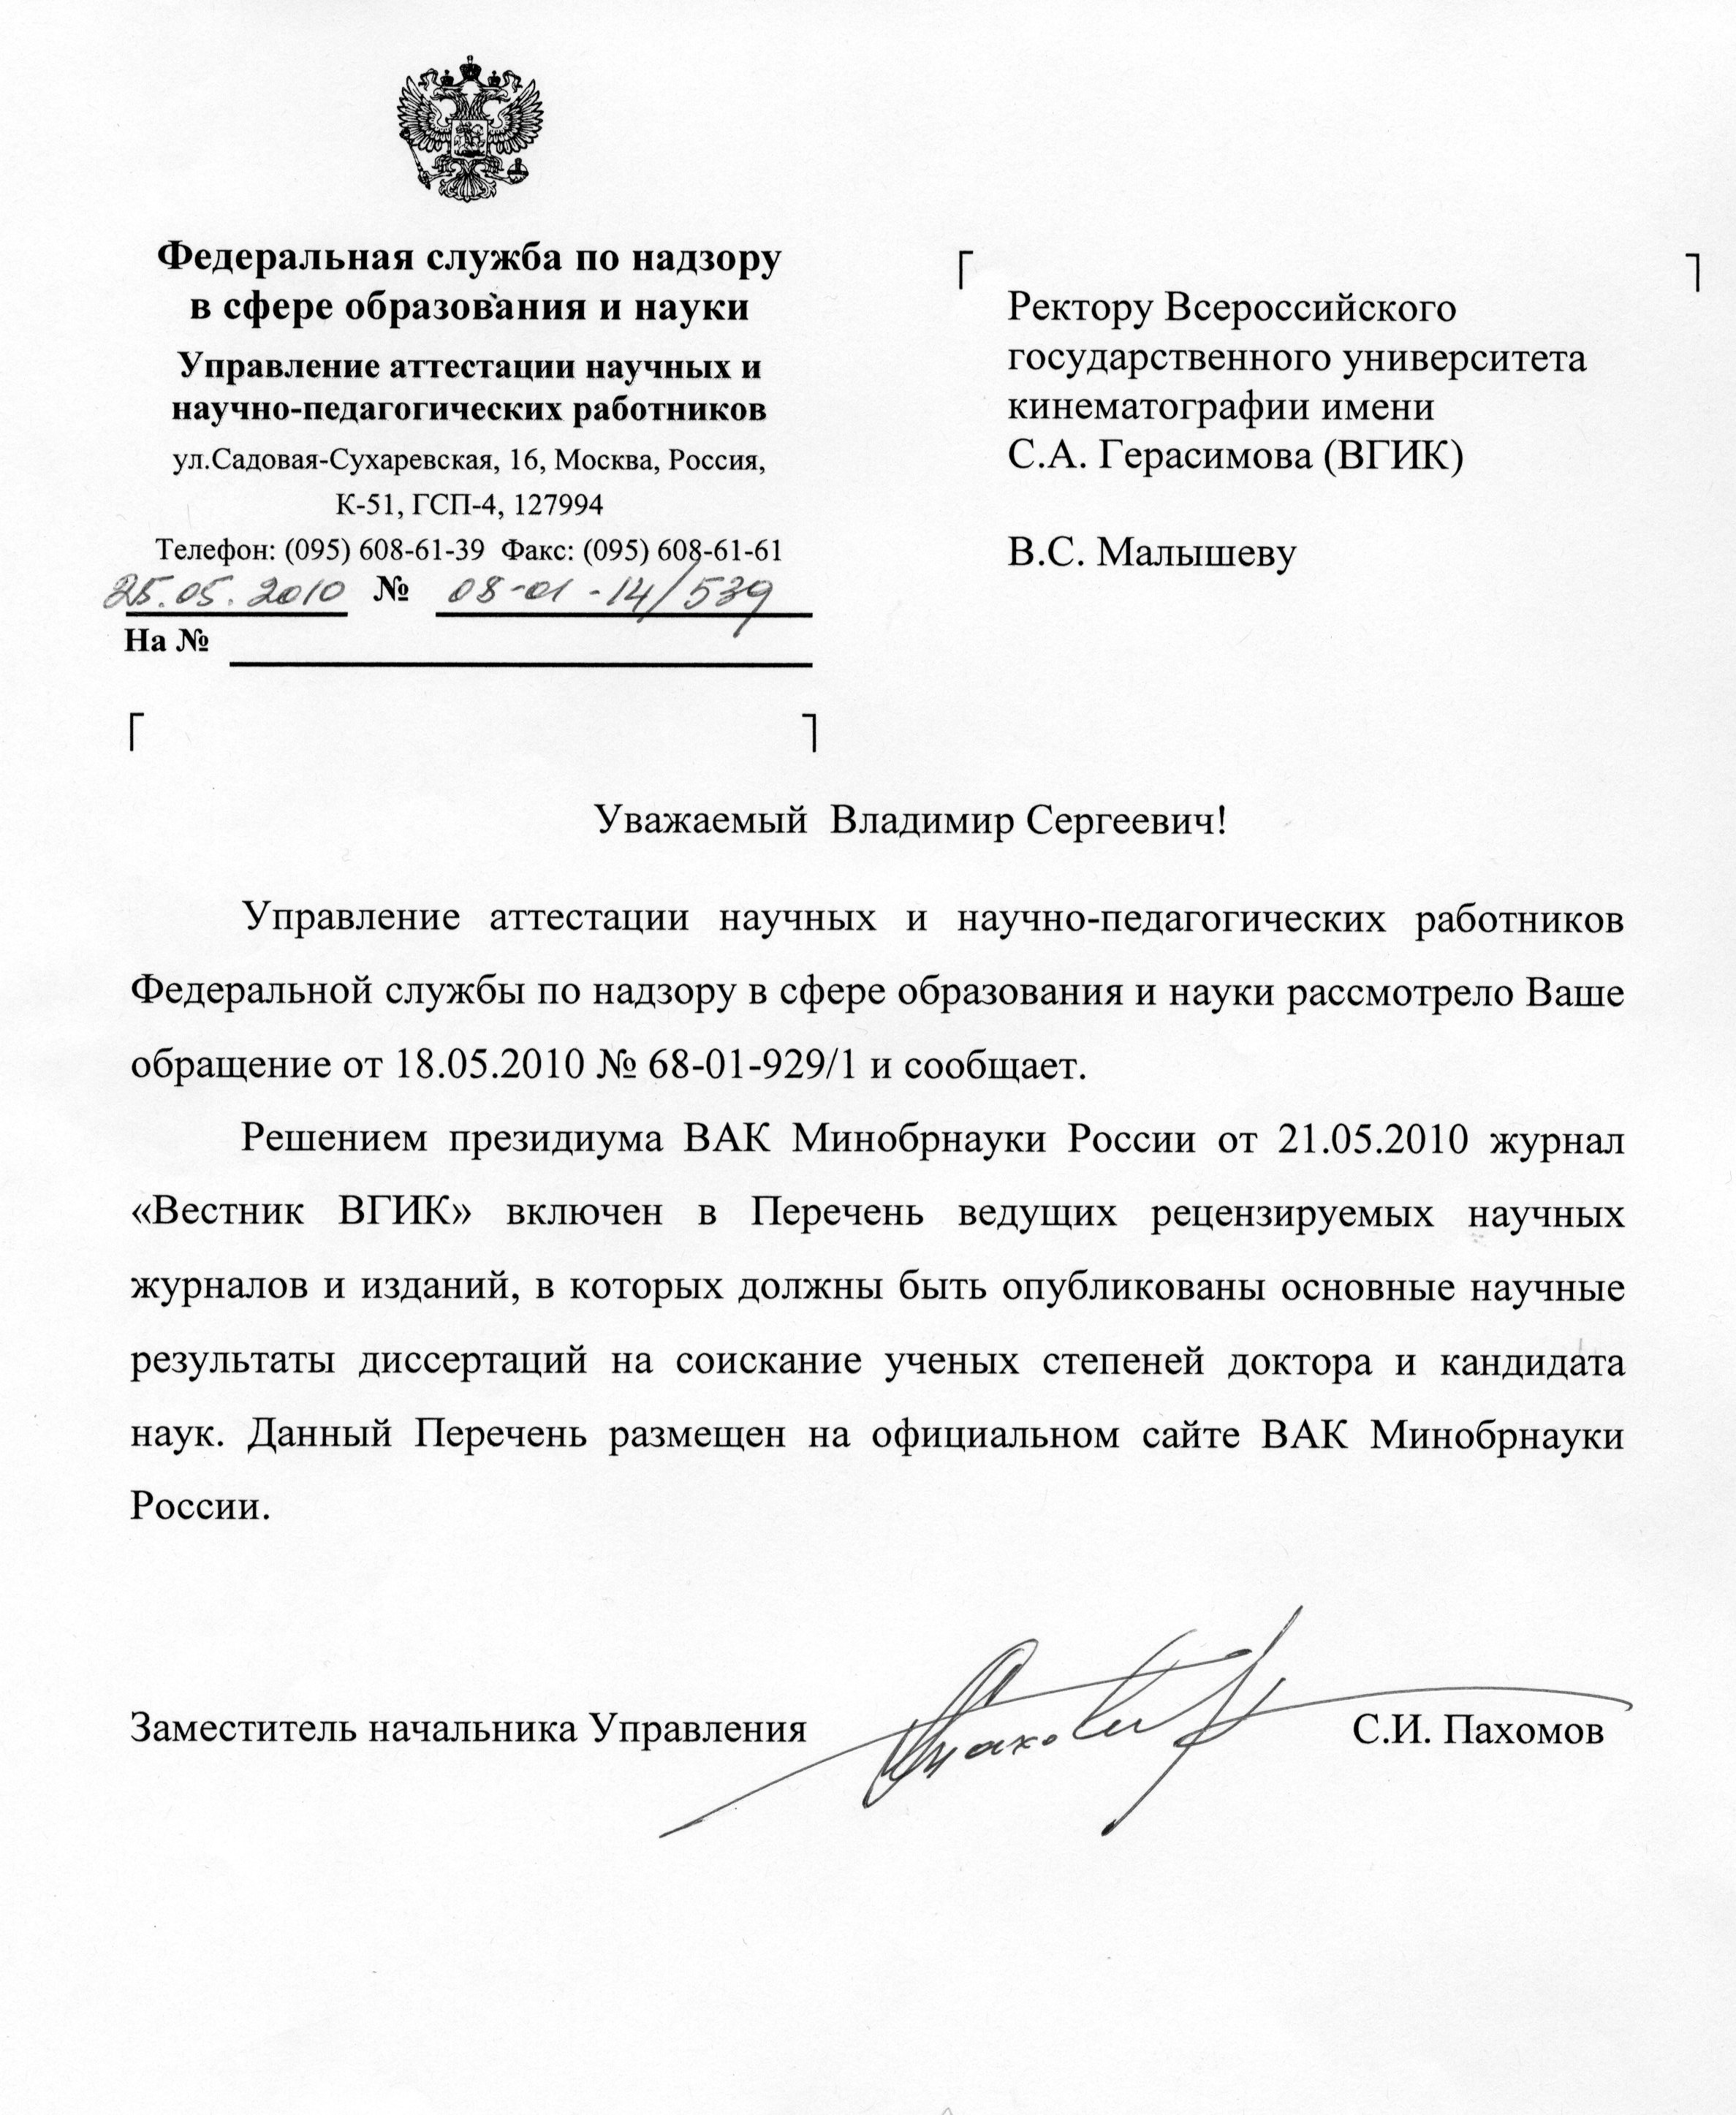 Федеральная служба по надзору
в сфере образования и науки
Управление аттестации научных и
научно-педагогических работников
ул.Садовая-Сухаревская, 16, Москва, Россия,
К-51, ГСП-4, 127994
Телефон: (095) 608-61-39 Факс: (095) 608-61-61
25.05.2010 № 08-01-14/539
На №
Ректору Всероссийского
государственного университета
кинематографии имени
С.А. Герасимова (ВГИК)
В.С. Малышеву
Уважаемый Владимир Сергеевич!
Управление аттестации научных и научно-педагогических работников
Федеральной службы по надзору в сфере образования и науки рассмотрело Ваше
обращение от 18.05.2010 № 68-01-929/1 и сообщает.
Решением президиума ВАК Минобрнауки России от 21.05.2010 журнал
«Вестник ВГИК» включен в Перечень ведущих рецензируемых научных
журналов и изданий, в которых должны быть опубликованы основные научные
результаты диссертаций на соискание ученых степеней доктора и кандидата
наук. Данный Перечень размещен на официальном сайте ВАК Минобрнауки
России.
Заместитель начальника Управления С.И. Пахомов